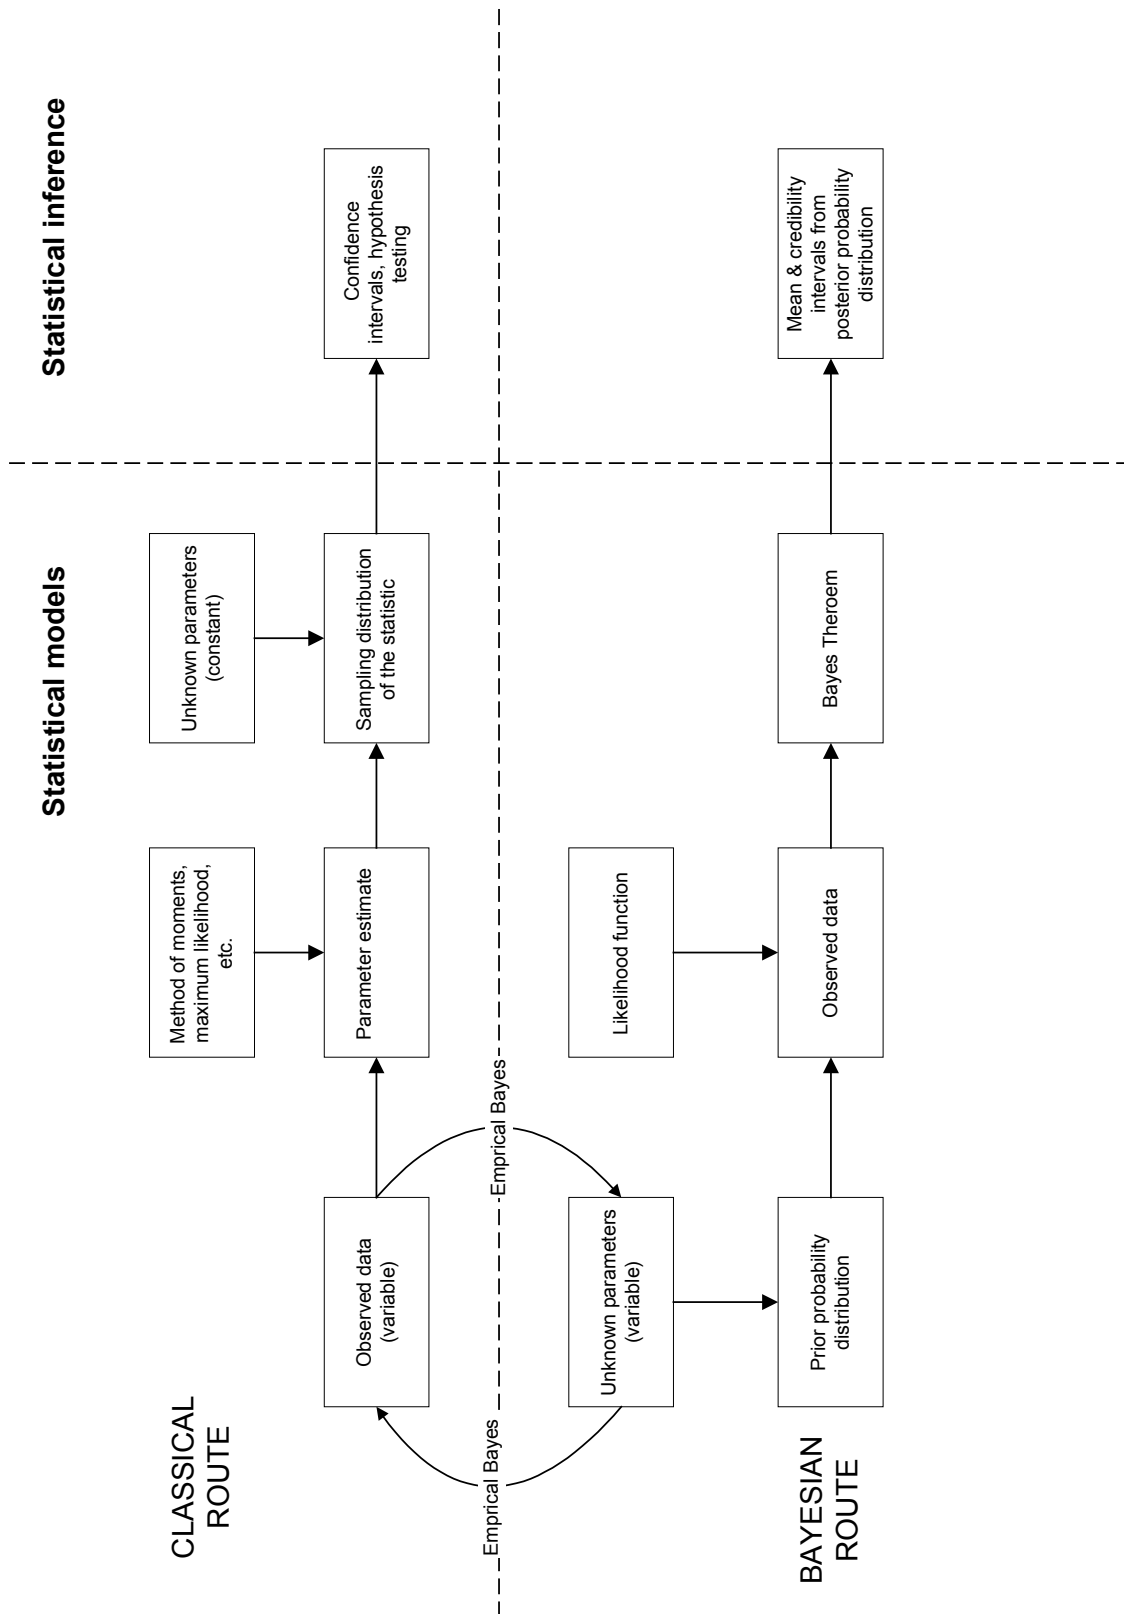 Statistical models
Statistical inference
CLASSICAL
ROUTE
Method of moments,
maximum likelihood,
etc.
Unknown parameters
(constant)
Observed data
(variable)
Parameter estimate
Sampling distribution
of the statistic
Confidence
intervals, hypothesis
testing
Emprical Bayes
Emprical Bayes
Unknown parameters
(variable)
Likelihood function
BAYESIAN
ROUTE
Prior probability
distribution
Observed data
Bayes Theroem
Mean & credibility
intervals from
posterior probability
distribution